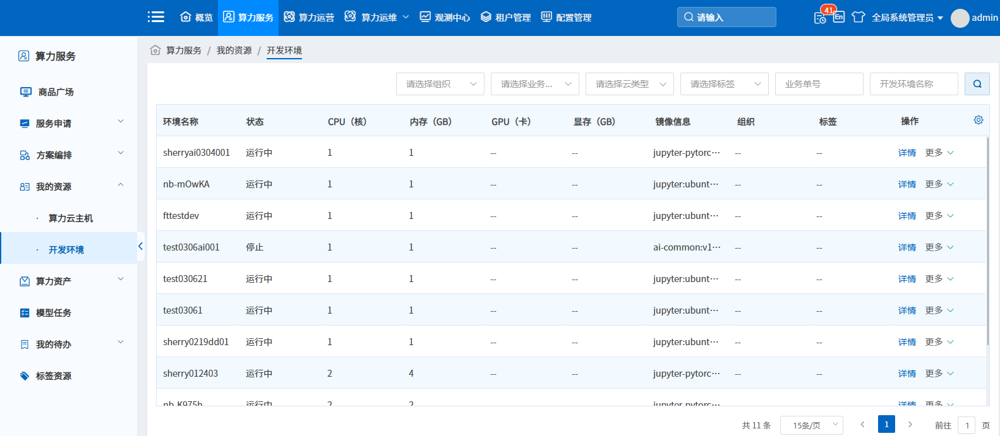 概览 算力服务 算力运营 算力运维 观测中心 租户管理 配置管理 请输入 41 En 全局系统管理员 admin
算力服务
商品广场
服务申请
方案编排
我的资源
· 算力云主机
· 开发环境
算力资产
模型任务
我的待办
标签资源
算力服务 / 我的资源 / 开发环境
请选择组织 请选择业务... 请选择云类型 请选择标签 业务单号 开发环境名称
环境名称 状态 CPU（核） 内存（GB） GPU（卡） 显存（GB） 镜像信息 组织 标签 操作
sherryai0304001 运行中 1 1 -- -- jupyter-pytorc··· -- -- 详情 更多
nb-mOwKA 运行中 1 1 -- -- jupyter:ubunt··· -- -- 详情 更多
fttestdev 运行中 1 1 -- -- jupyter:ubunt··· -- -- 详情 更多
test0306ai001 停止 1 1 -- -- ai-common:v1··· -- -- 详情 更多
test030621 运行中 1 1 -- -- jupyter:ubunt··· -- -- 详情 更多
test03061 运行中 1 1 -- -- jupyter:ubunt··· -- -- 详情 更多
sherry0219dd01 运行中 1 1 -- -- jupyter:ubunt··· -- -- 详情 更多
sherry012403 运行中 2 4 -- -- jupyter-pytorc··· -- -- 详情 更多
nb-K975h 运行中 2 2 jupyter-pytorc··· 详情 更多
共 11 条 15条/页 1 前往 1 页